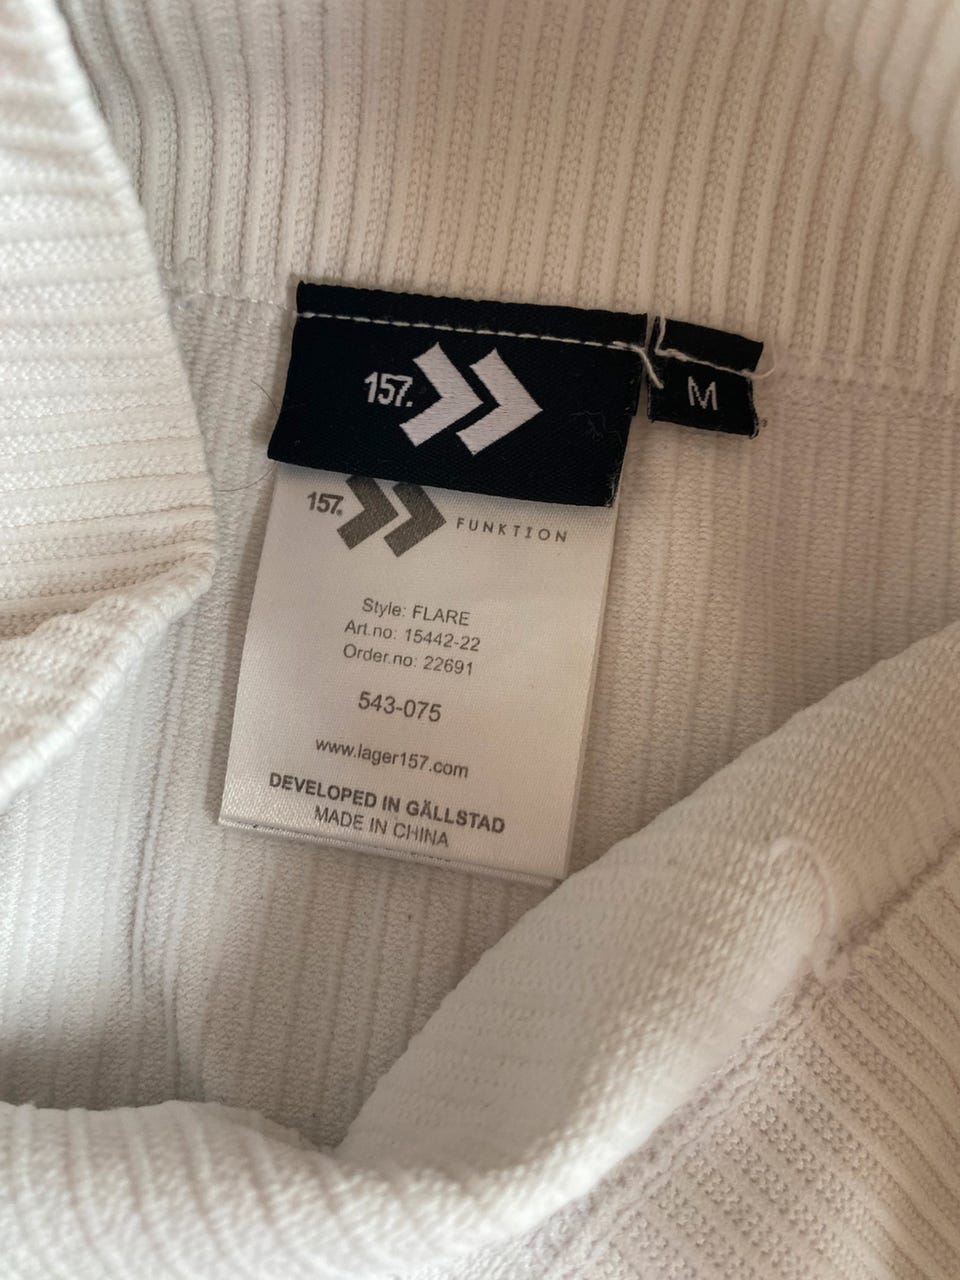 157.
M
157. FUNKTION
Style: FLARE
Art.no: 15442-22
Order.no: 22691
543-075
www.lager157.com
DEVELOPED IN GÄLLSTAD
MADE IN CHINA